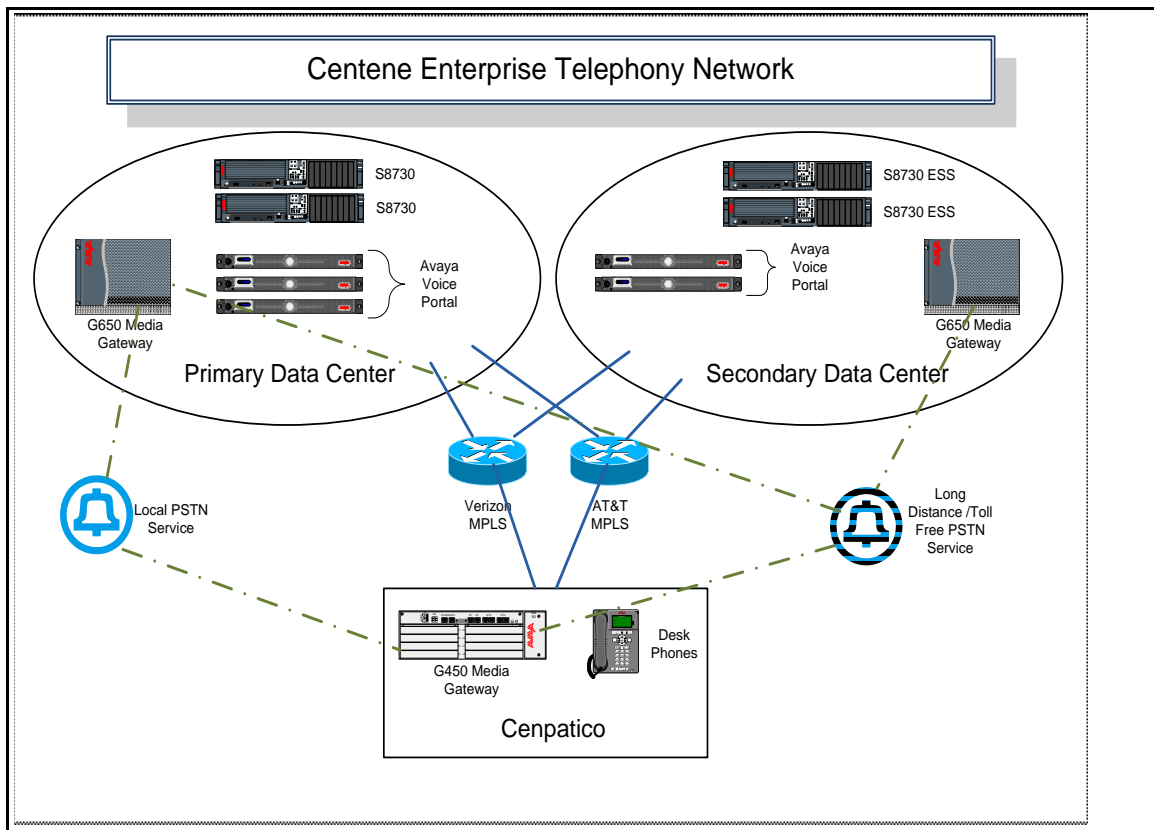 Centene Enterprise Telephony Network
S8730
S8730
G650 Media
Gateway
Avaya
Voice
Portal
Primary Data Center
S8730 ESS
S8730 ESS
Avaya
Voice
Portal
G650 Media
Gateway
Secondary Data Center
Local PSTN
Service
Verizon
MPLS
AT&T
MPLS
Long
Distance /Toll
Free PSTN
Service
G450 Media
Gateway
Desk
Phones
Cenpatico